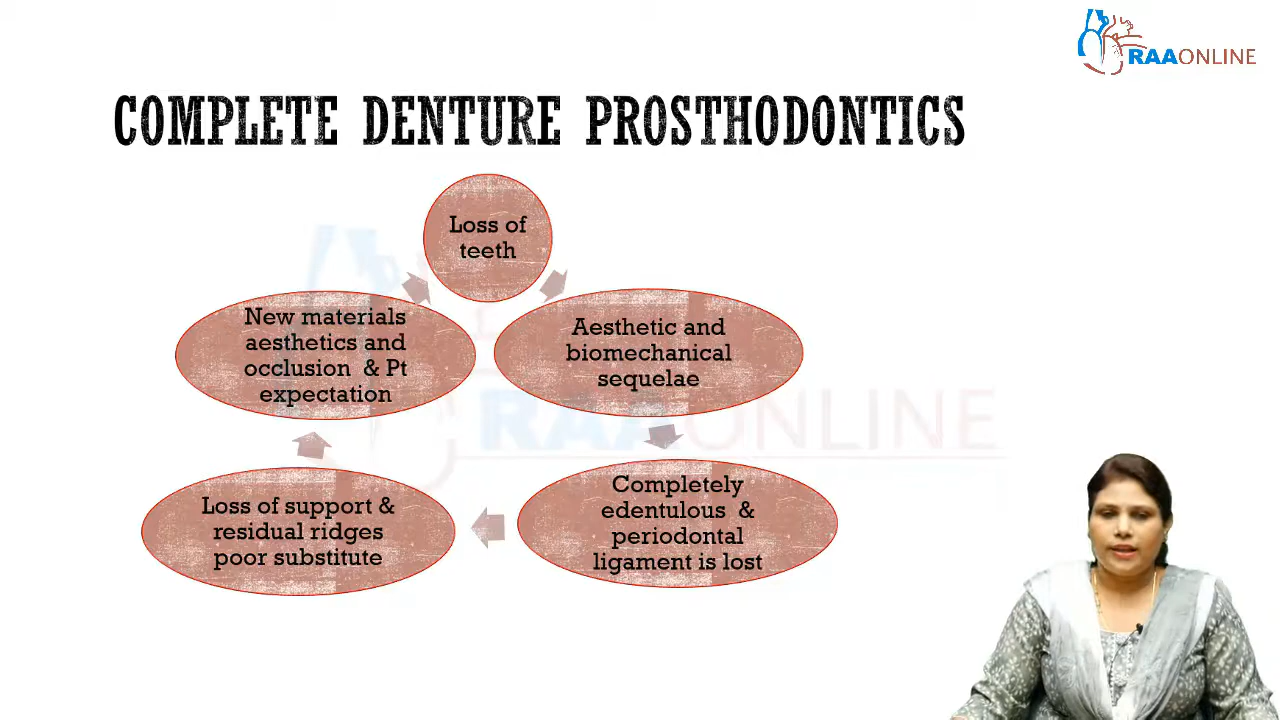 RAAONLINE
COMPLETE DENTURE PROSTHODONTICS
Loss of
teeth
Aesthetic and
biomechanical
sequelae
Completely
edentulous &
periodontal
ligament is lost
Loss of support &
residual ridges
poor substitute
New materials
aesthetics and
occlusion & Pt
expectation
RAAONLINE